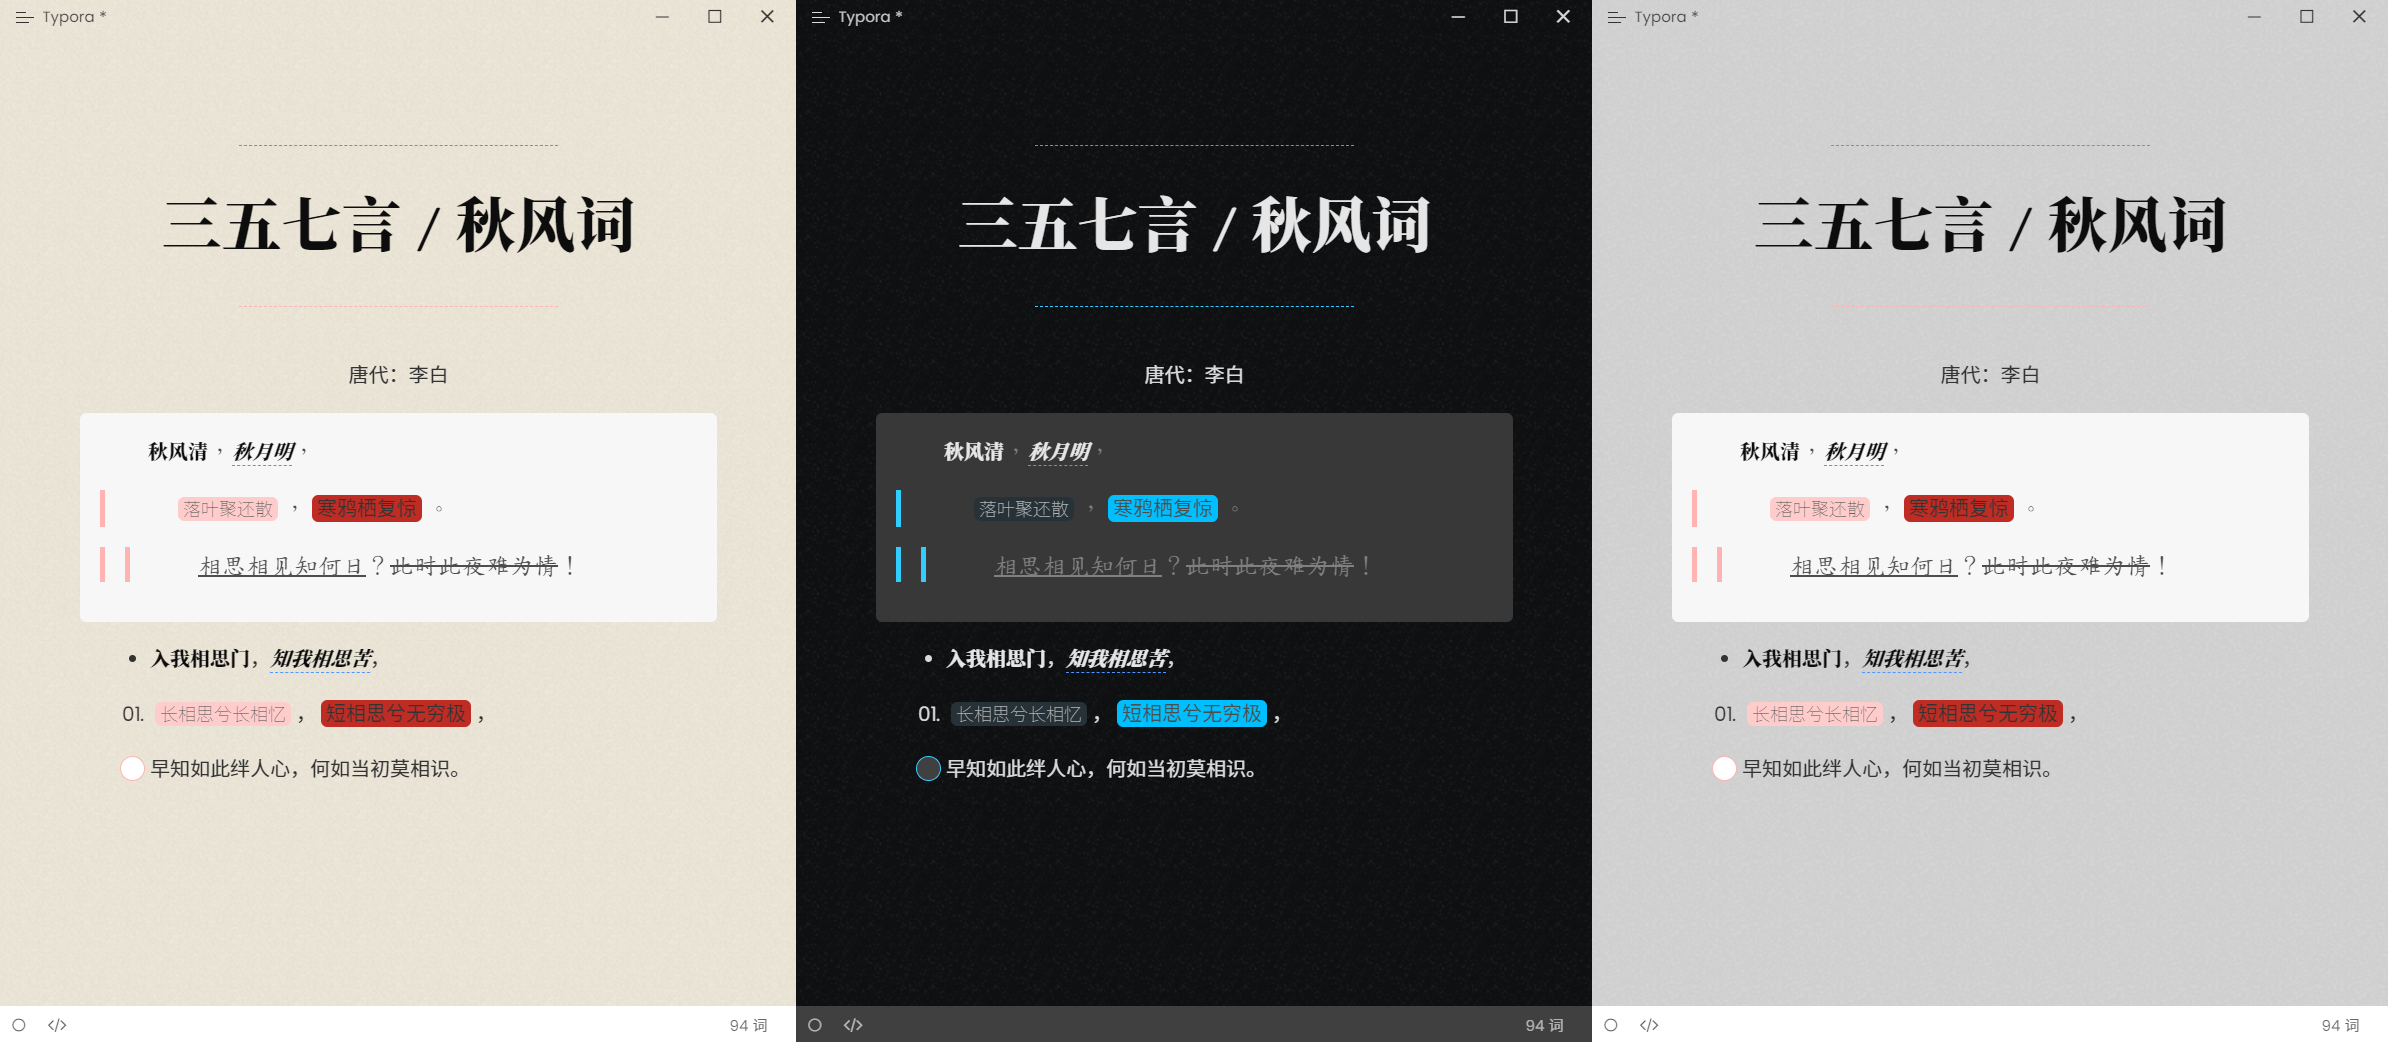 Typora *
三五七言 / 秋风词
唐代：李白
秋风清，秋月明，
落叶聚还散，寒鸦栖复惊。
相思相见知何日？此时此夜难为情！
入我相思门，知我相思苦，
01. 长相思兮长相忆，短相思兮无穷极，
早知如此绊人心，何如当初莫相识。
94 词
Typora *
三五七言 / 秋风词
唐代：李白
秋风清，秋月明，
落叶聚还散，寒鸦栖复惊。
相思相见知何日？此时此夜难为情！
入我相思门，知我相思苦，
01. 长相思兮长相忆，短相思兮无穷极，
早知如此绊人心，何如当初莫相识。
94 词
Typora *
三五七言 / 秋风词
唐代：李白
秋风清，秋月明，
落叶聚还散，寒鸦栖复惊。
相思相见知何日？此时此夜难为情！
入我相思门，知我相思苦，
01. 长相思兮长相忆，短相思兮无穷极，
早知如此绊人心，何如当初莫相识。
94 词